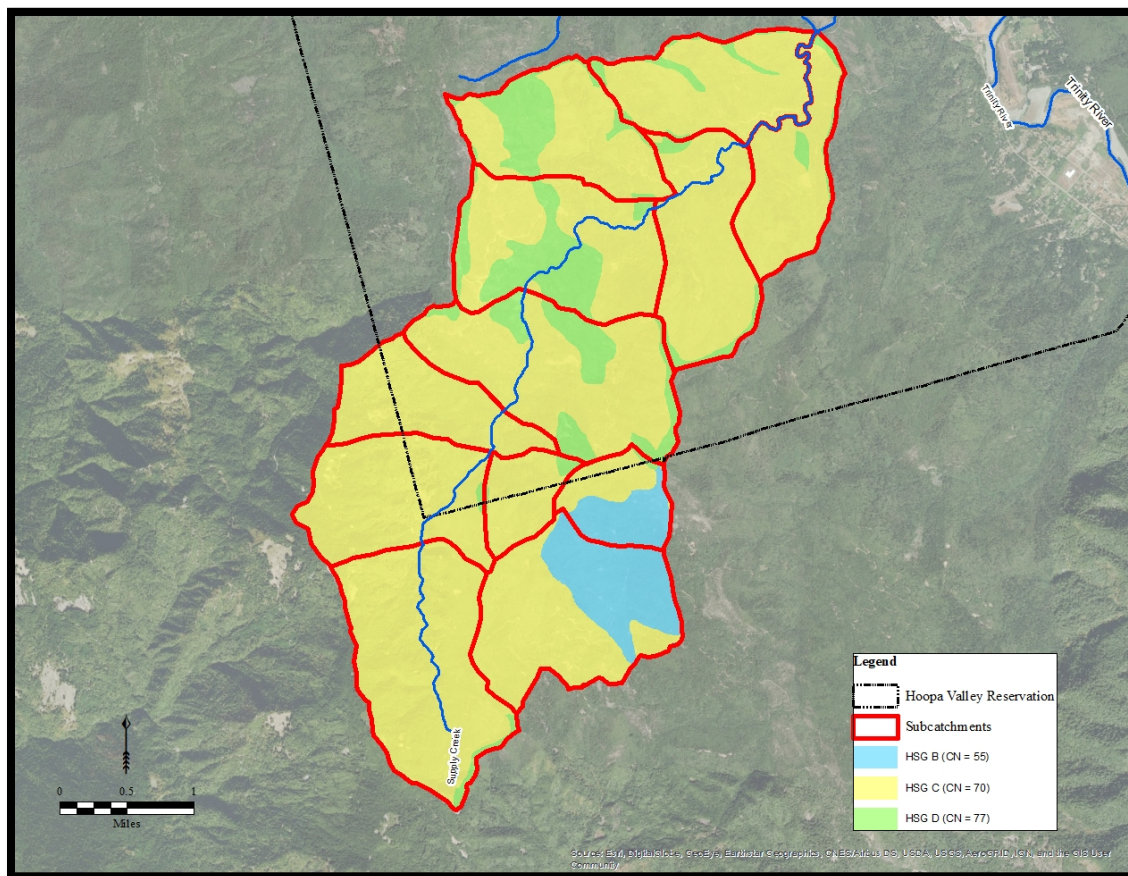 Trinity River
Trinity River
Supply Creek
0 0.5 1
Miles
Legend
Hoopa Valley Reservation
Subcatchments
HSG B (CN = 55)
HSG C (CN = 70)
HSG D (CN = 77)
Source: Esri, DigitalGlobe, GeoEye, Earthstar Geographics, CNES/Airbus DS, USDA, USGS, AeroGRID, IGN, and the GIS User
Community